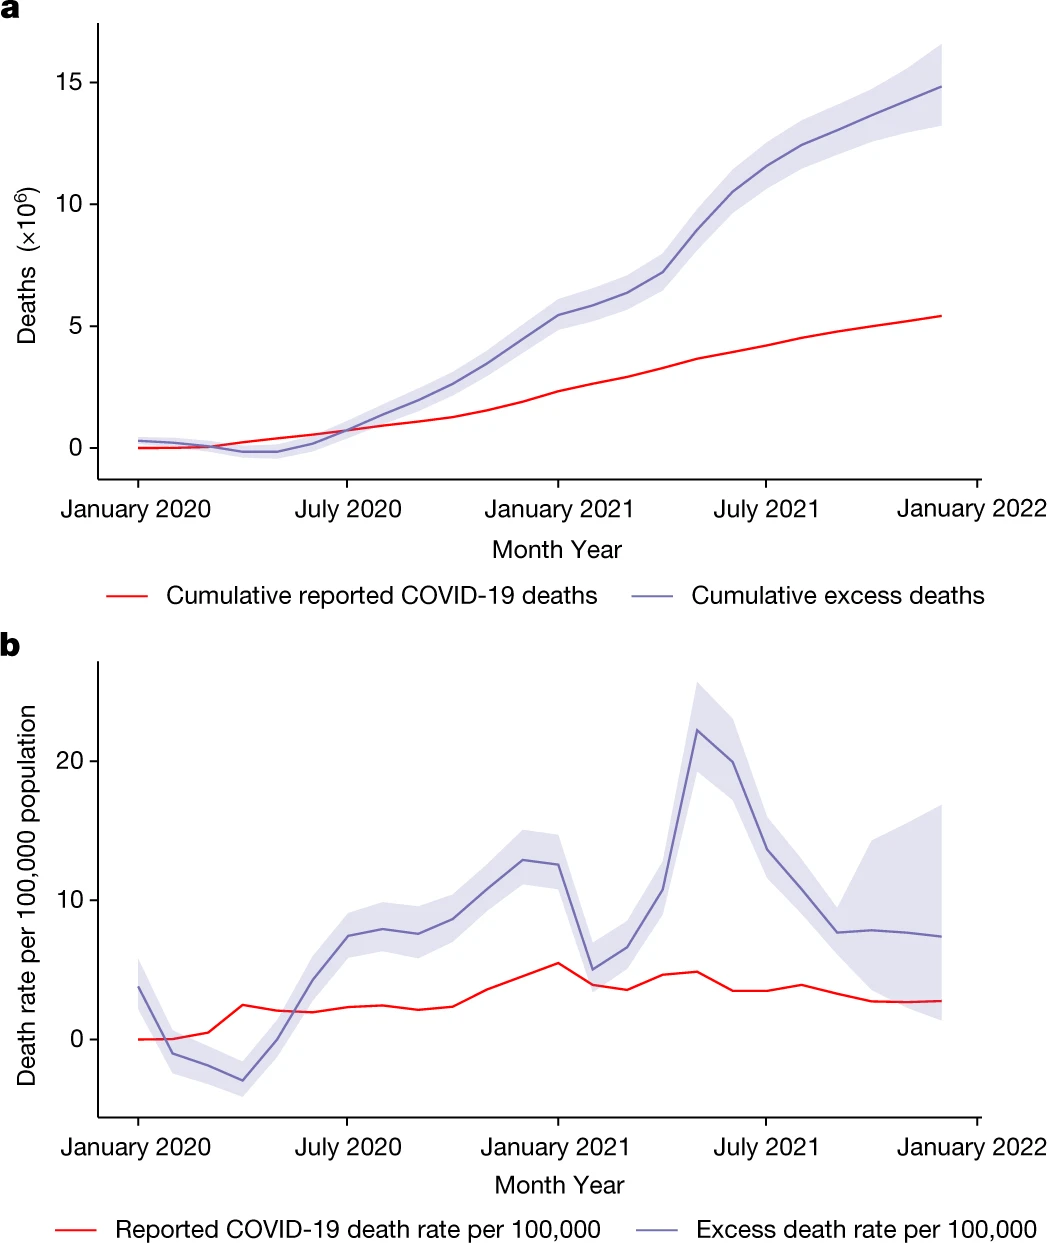 a
15
10
5
0
Deaths (×10⁶)
January 2020
July 2020
January 2021
July 2021
January 2022
Month Year
Cumulative reported COVID-19 deaths
Cumulative excess deaths
b
20
10
0
Death rate per 100,000 population
January 2020
July 2020
January 2021
July 2021
January 2022
Month Year
Reported COVID-19 death rate per 100,000
Excess death rate per 100,000